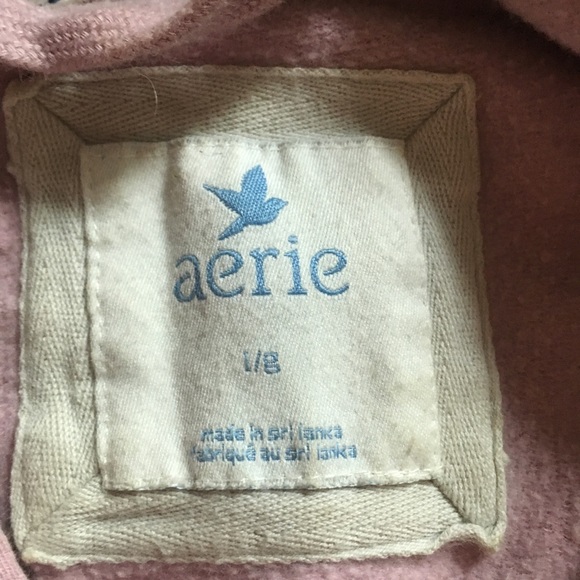 aerie
l/g
made in sri lanka
fabriqué au sri lanka